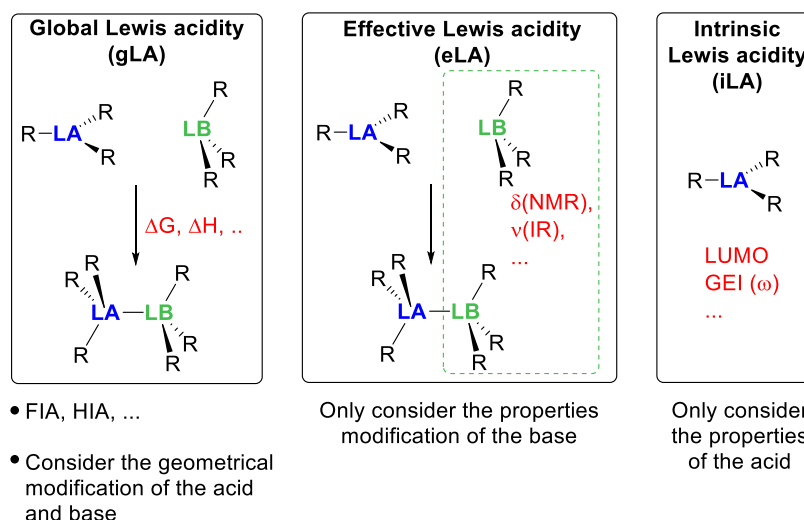 Global Lewis acidity
(gLA)
R
LA
R
R
R
LB
R
R
ΔG, ΔH, ..
R
R
LA
R
R
LB
R
R
Effective Lewis acidity
(eLA)
R
LA
R
R
R
LB
R
R
δ(NMR),
ν(IR),
...
R
R
LA
R
R
LB
R
R
Intrinsic
Lewis acidity
(iLA)
R
LA
R
R
LUMO
GEI (ω)
...
• FIA, HIA, ...
• Consider the geometrical
modification of the acid
and base
Only consider the properties
modification of the base
Only consider
the properties
of the acid